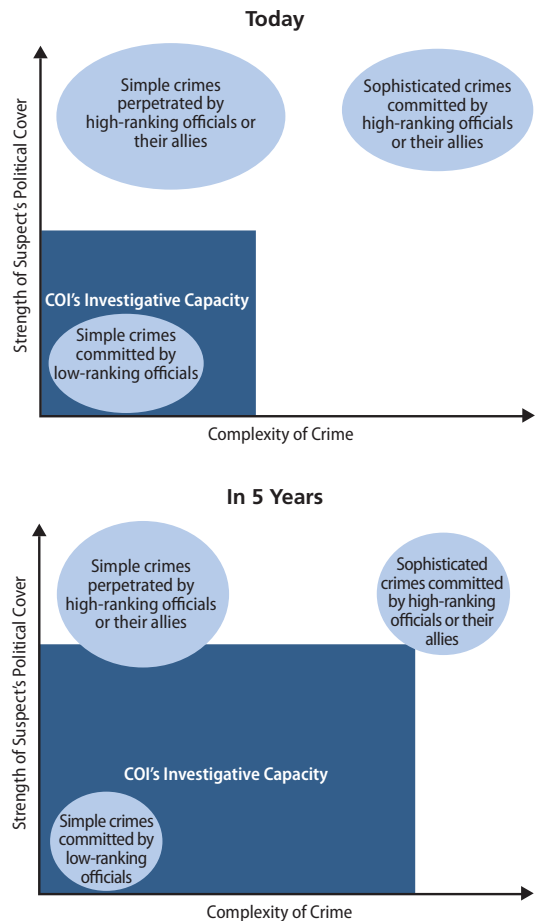 Today
Strength of Suspect's Political Cover
Simple crimes
perpetrated by
high-ranking officials or
their allies
Sophisticated crimes
committed by
high-ranking officials
or their allies
COI's Investigative Capacity
Simple crimes
committed by
low-ranking officials
Complexity of Crime
In 5 Years
Strength of Suspect's Political Cover
Simple crimes
perpetrated by
high-ranking officials
or their allies
Sophisticated
crimes committed
by high-ranking
officials or their
allies
COI's Investigative Capacity
Simple crimes
committed by
low-ranking
officials
Complexity of Crime